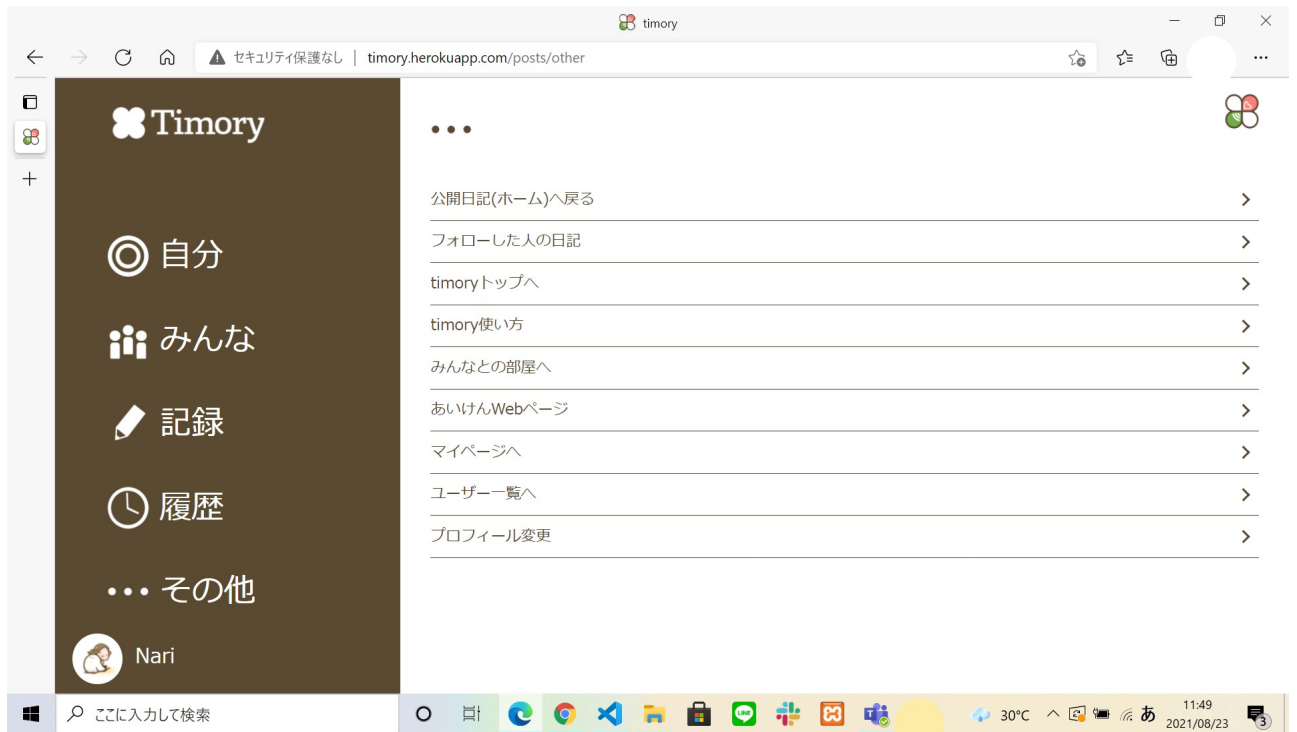 timory
セキュリティ保護なし | timory.herokuapp.com/posts/other
Timory
自分
みんな
記録
履歴
••• その他
Nari
•••
公開日記(ホーム)へ戻る
フォローした人の日記
timoryトップへ
timory使い方
みんなとの部屋へ
あいけんWebページ
マイページへ
ユーザー一覧へ
プロフィール変更
ここに入力して検索
LINE
30°C
あ
11:49
2021/08/23
3